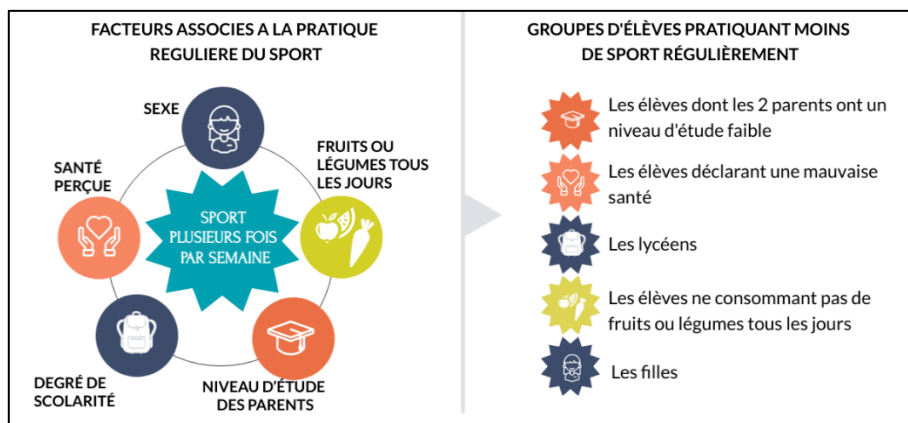 FACTEURS ASSOCIES A LA PRATIQUE
REGULIERE DU SPORT
SEXE
FRUITS OU
LÉGUMES TOUS
LES JOURS
SANTÉ
PERÇUE
SPORT
PLUSIEURS FOIS
PAR SEMAINE
DEGRÉ DE
SCOLARITÉ
NIVEAU D'ÉTUDE
DES PARENTS
GROUPES D'ÉLÈVES PRATIQUANT MOINS
DE SPORT RÉGULIÈREMENT
Les élèves dont les 2 parents ont un
niveau d'étude faible
Les élèves déclarant une mauvaise
santé
Les lycéens
Les élèves ne consommant pas de
fruits ou légumes tous les jours
Les filles